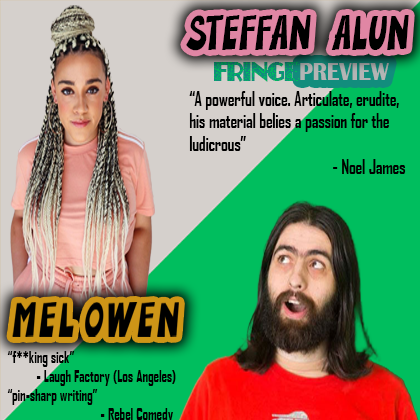 STEFFAN ALUN
FRINGE PREVIEW
“A powerful voice. Articulate, erudite,
his material belies a passion for the
ludicrous”
- Noel James
MEL OWEN
“f**king sick”
- Laugh Factory (Los Angeles)
“pin-sharp writing”
- Rebel Comedy